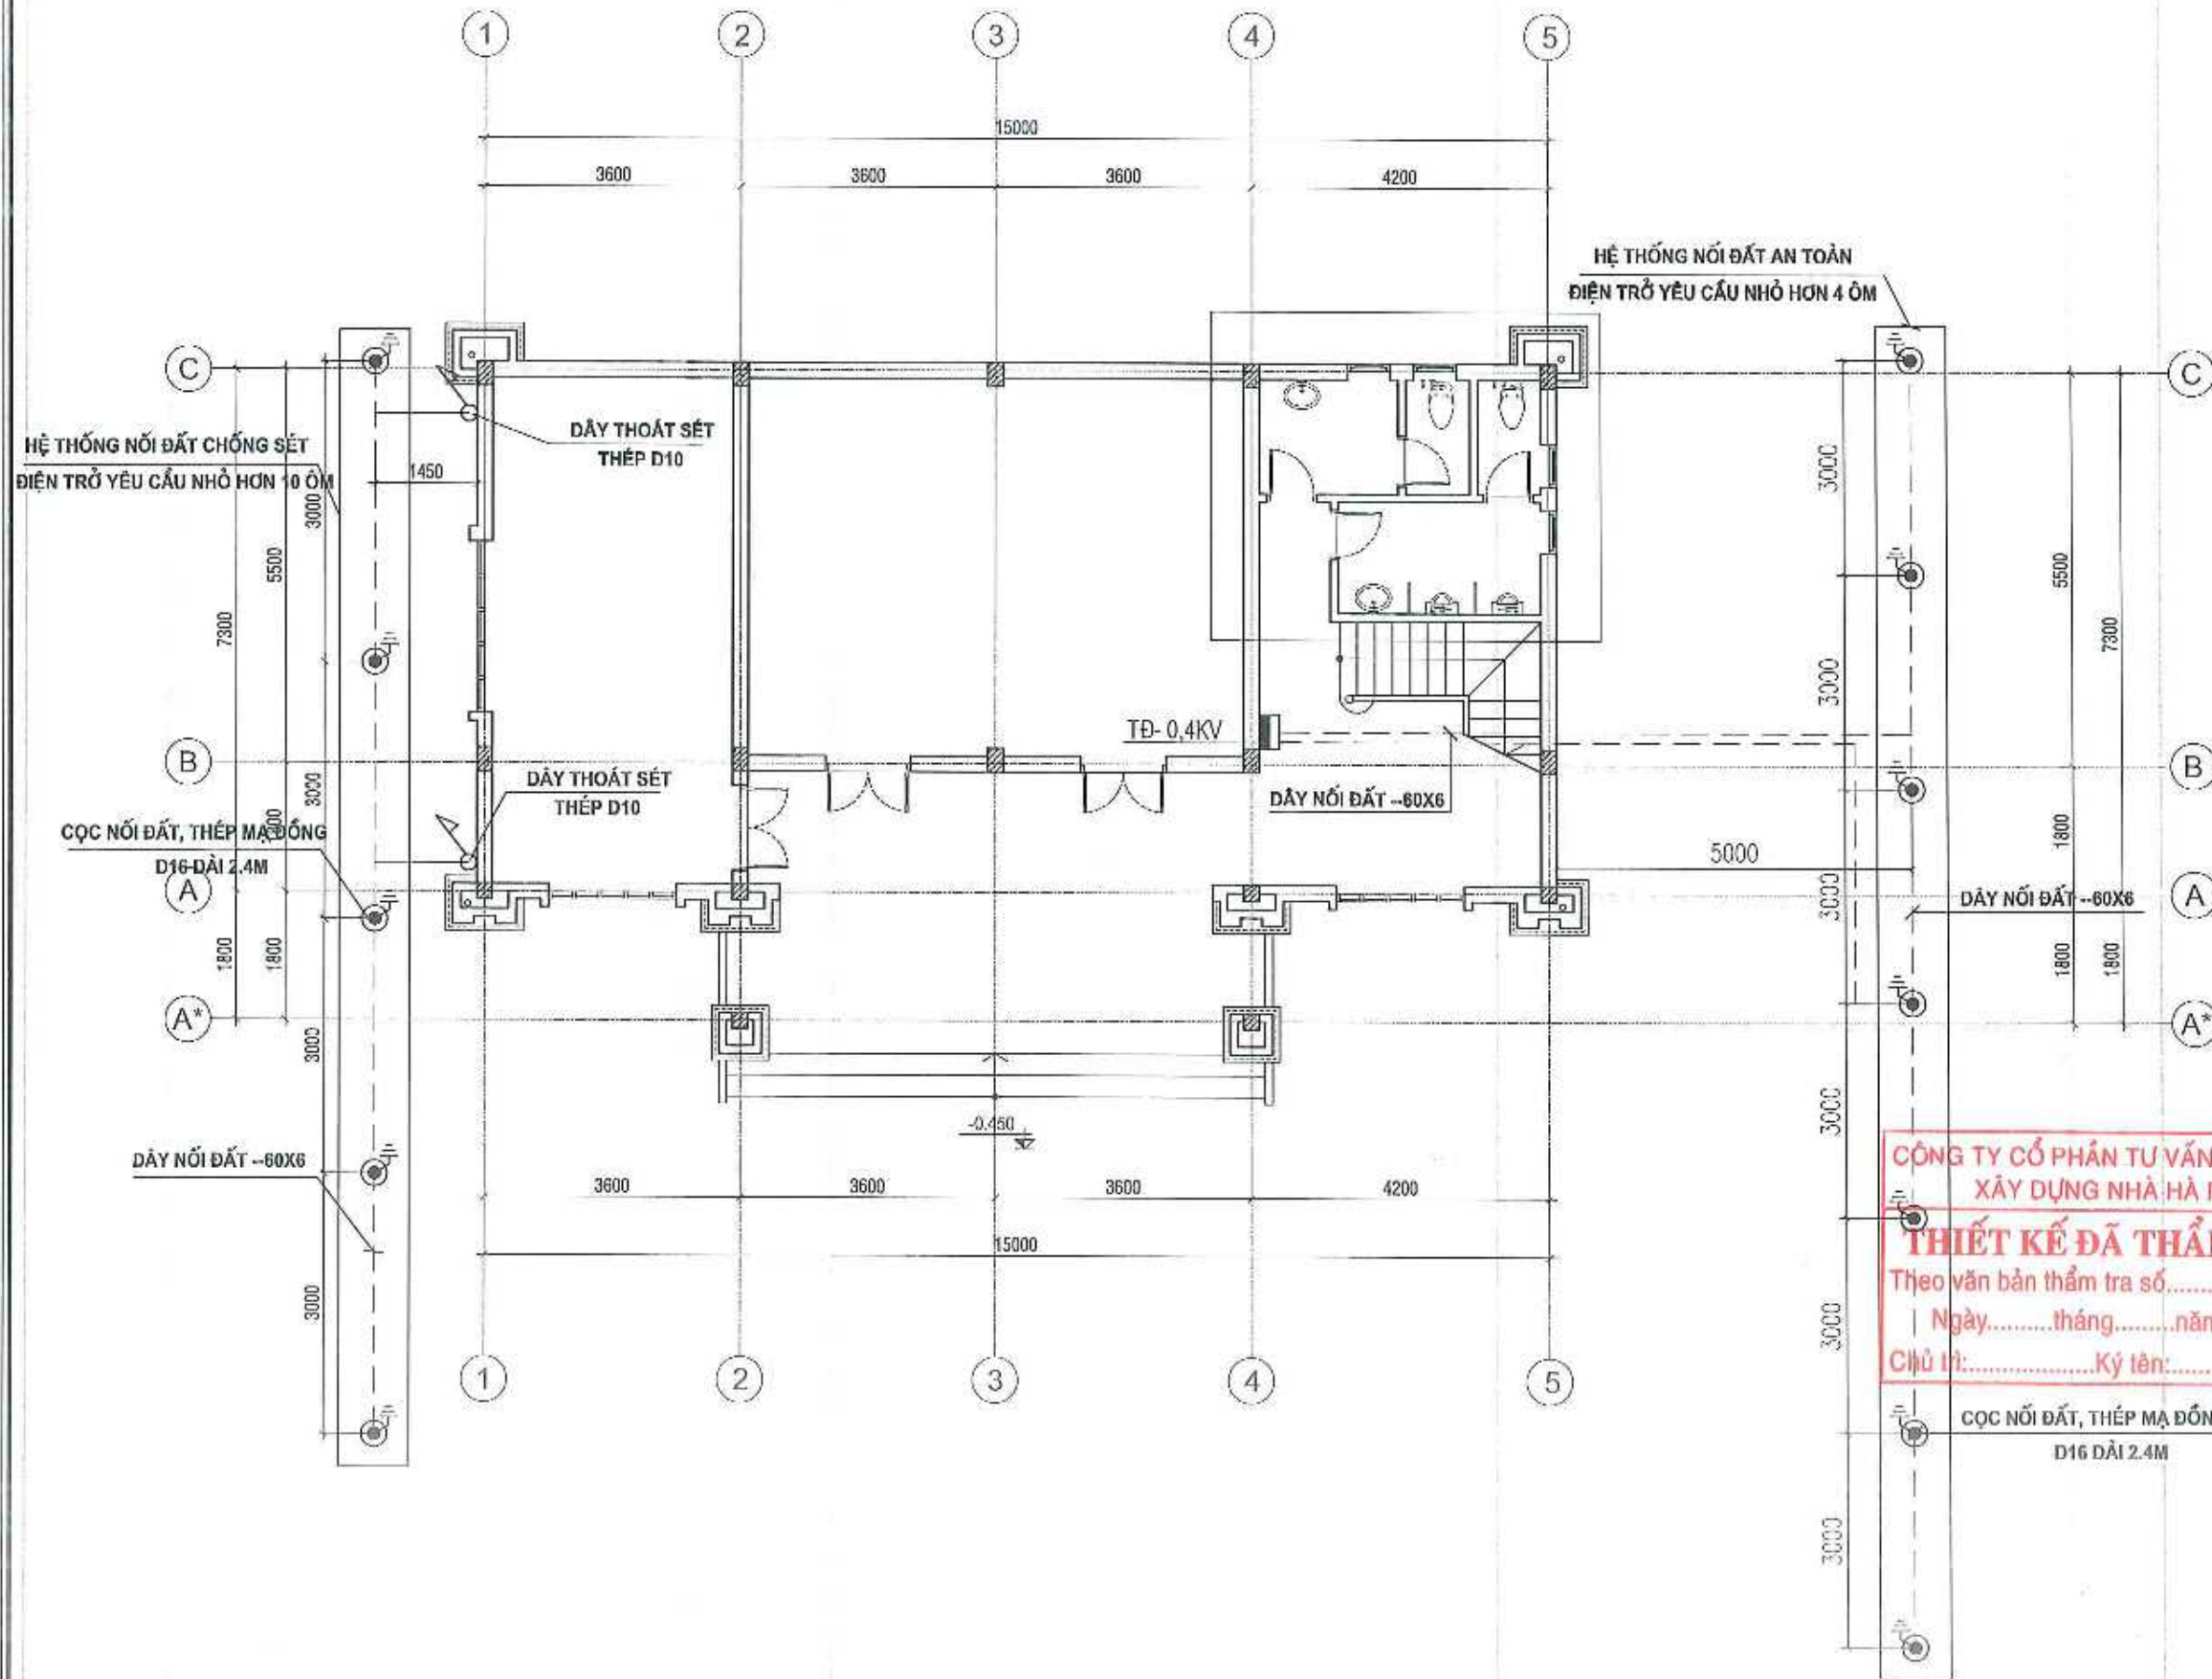 1
2
3
4
5
15000
3600
3600
3600
4200
HỆ THỐNG NỐI ĐẤT AN TOÀN
ĐIỆN TRỞ YÊU CẦU NHỎ HƠN 4 ÔM
C
C
DÂY THOÁT SÉT
THÉP D10
HỆ THỐNG NỐI ĐẤT CHỐNG SÉT
ĐIỆN TRỞ YÊU CẦU NHỎ HƠN 10 ÔM
1450
3000
3000
5500
5500
7300
7300
3000
TĐ- 0,4KV
B
B
DÂY THOÁT SÉT
THÉP D10
3000
DÂY NỐI ĐẤT --60X6
CỌC NỐI ĐẤT, THÉP MẠ ĐỒNG
D16 DÀI 2.4M
1800
5000
A
3000
DÂY NỐI ĐẤT --60X6
A
1800
1800
1800
1800
A*
A*
3000
3000
-0.450
DÂY NỐI ĐẤT --60X6
3600
3600
3600
4200
15000
CÔNG TY CỔ PHẦN TƯ VẤN
XÂY DỰNG NHÀ HÀ
THIẾT KẾ ĐÃ
Theo văn bản thẩm tra số........
Ngày..........tháng.........năm
Chủ trì:..................Ký tên:.......
3000
3000
1
2
3
4
5
CỌC NỐI ĐẤT, THÉP MẠ ĐỒN
D16 DÀI 2.4M
3000